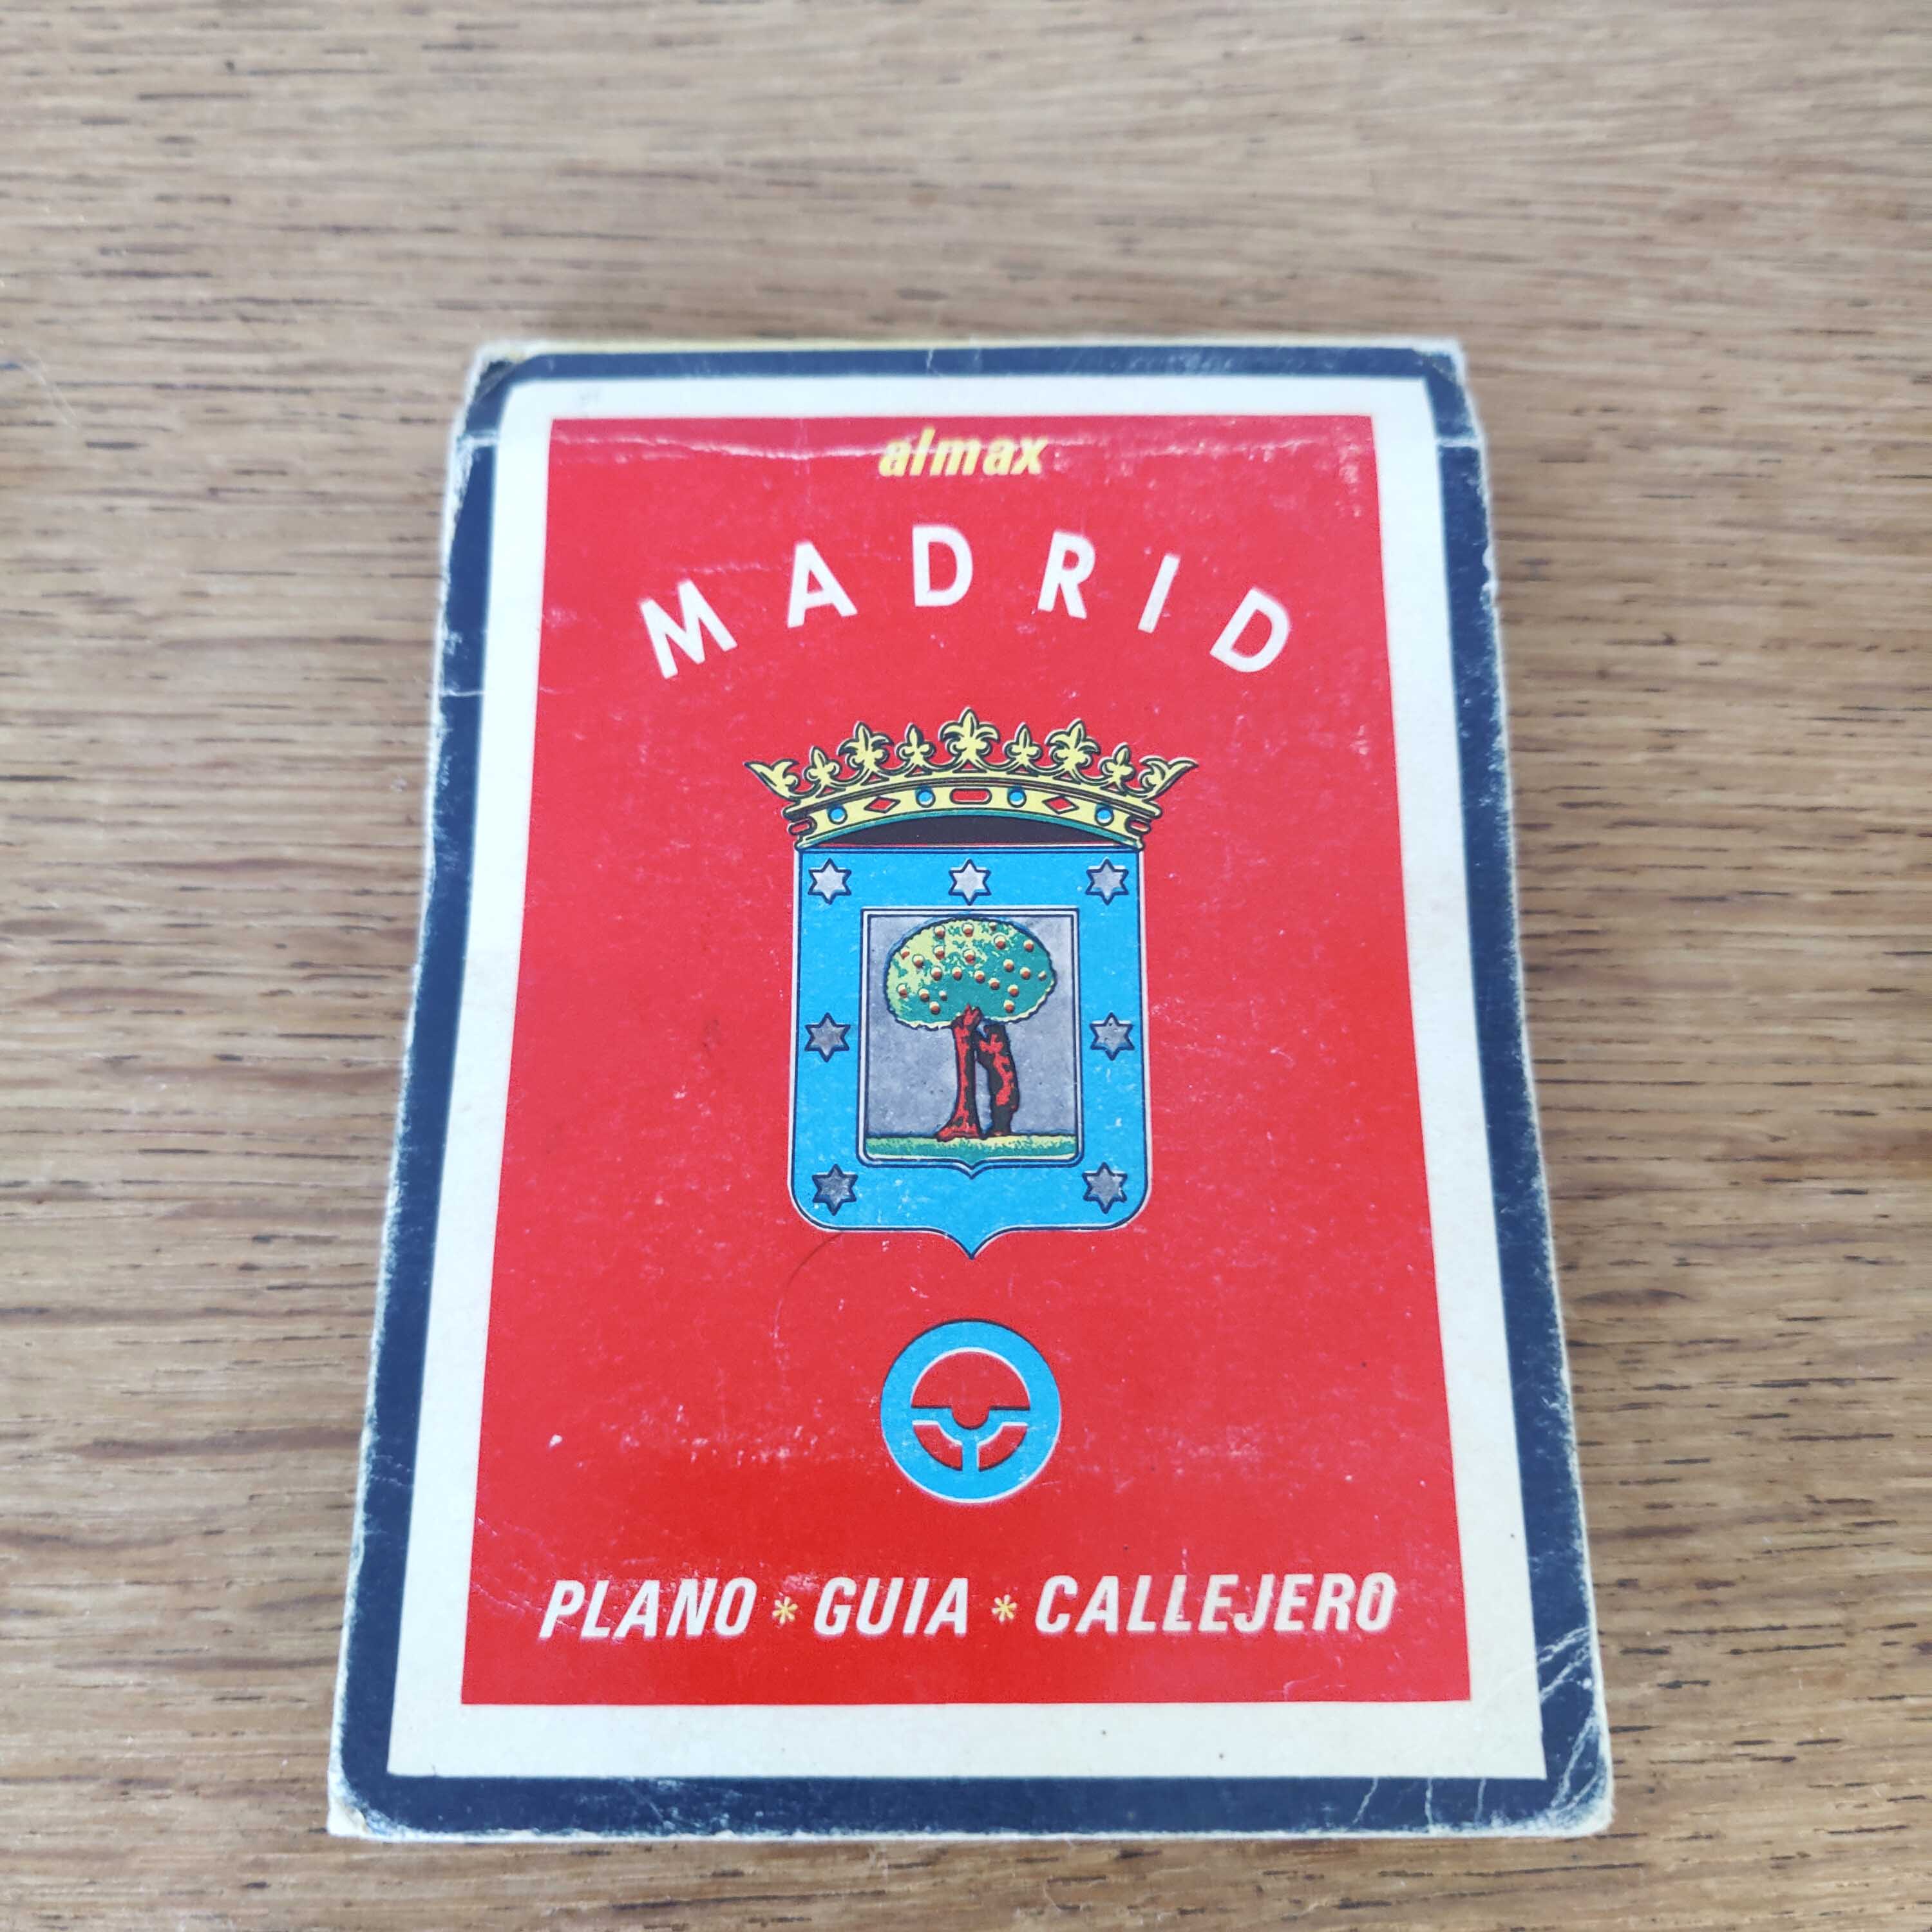 almax
MADRID
PLANO * GUIA * CALLEJERO